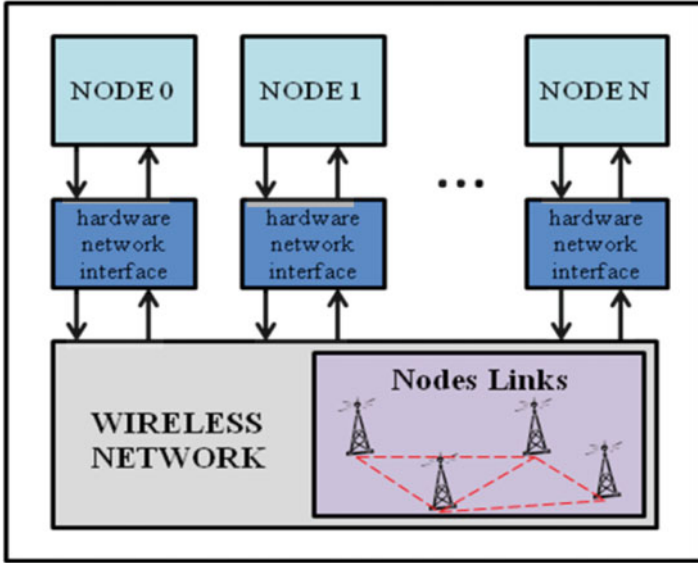 NODE 0
NODE 1
NODE N
...
hardware
network
interface
hardware
network
interface
hardware
network
interface
Nodes Links
WIRELESS
NETWORK